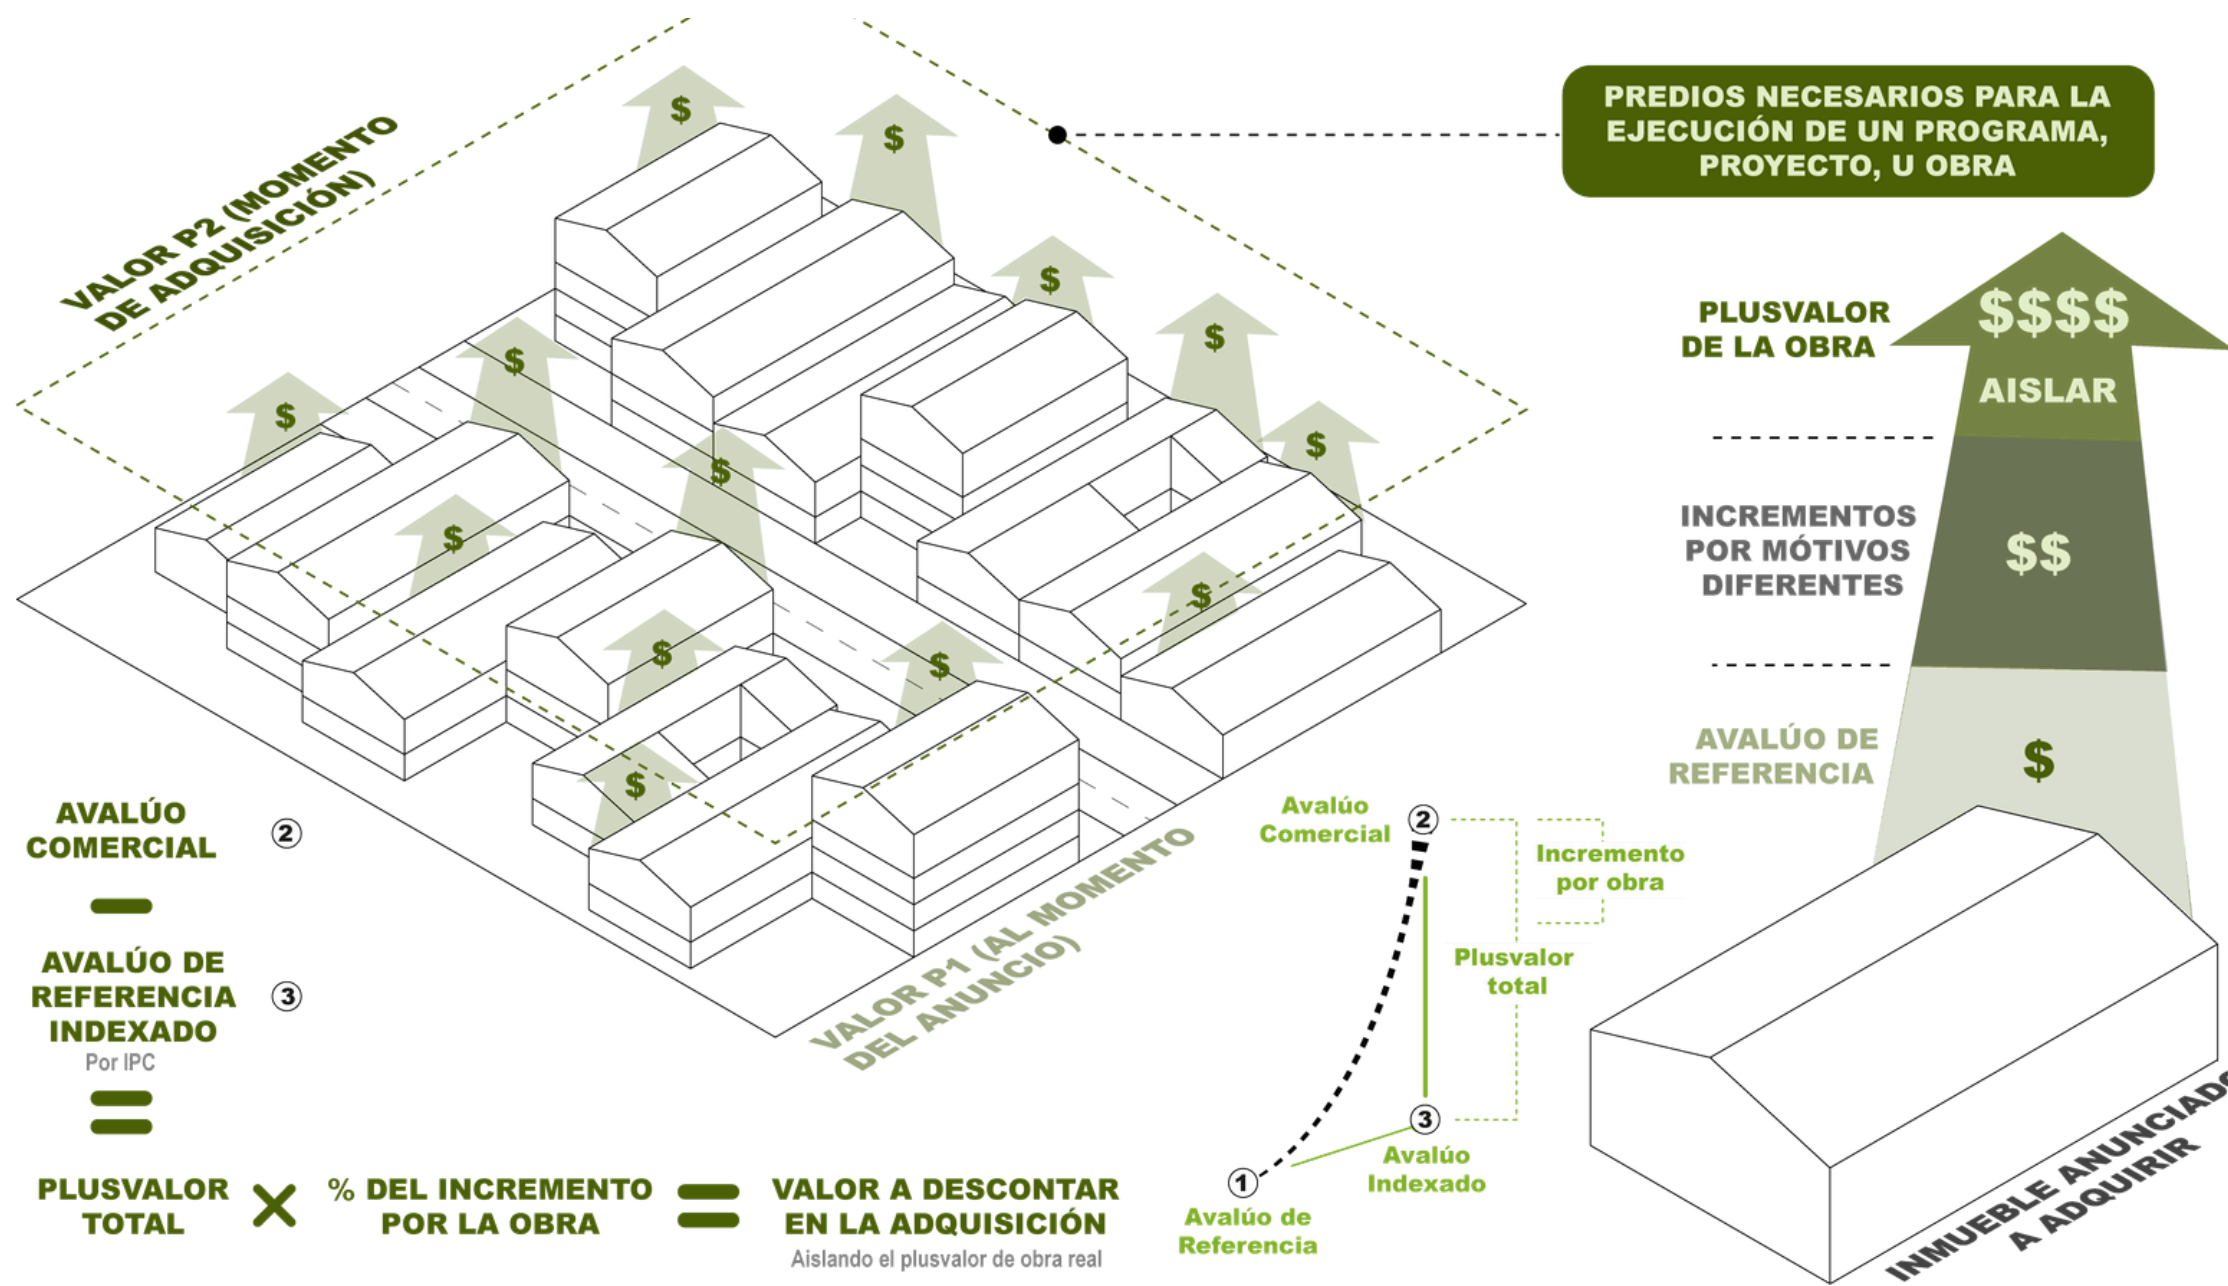 PREDIOS NECESARIOS PARA LA
EJECUCIÓN DE UN PROGRAMA,
PROYECTO, U OBRA
VALOR P2 (MOMENTO
DE ADQUISICIÓN)
$
$
$
$
$
$
$
$
$
$
$
$
$
PLUSVALOR
DE LA OBRA
$$$$
AISLAR
INCREMENTOS
POR MÓTIVOS
DIFERENTES
$$
AVALÚO DE
REFERENCIA
$
INMUEBLE ANUNCIADO
A ADQUIRIR
VALOR P1 (AL MOMENTO
DEL ANUNCIO)
AVALÚO
COMERCIAL
2
AVALÚO DE
REFERENCIA
INDEXADO
3
Por IPC
PLUSVALOR
TOTAL
% DEL INCREMENTO
POR LA OBRA
VALOR A DESCONTAR
EN LA ADQUISICIÓN
Aislando el plusvalor de obra real
Avalúo
Comercial
2
Incremento
por obra
Plusvalor
total
3
Avalúo
Indexado
1
Avalúo de
Referencia